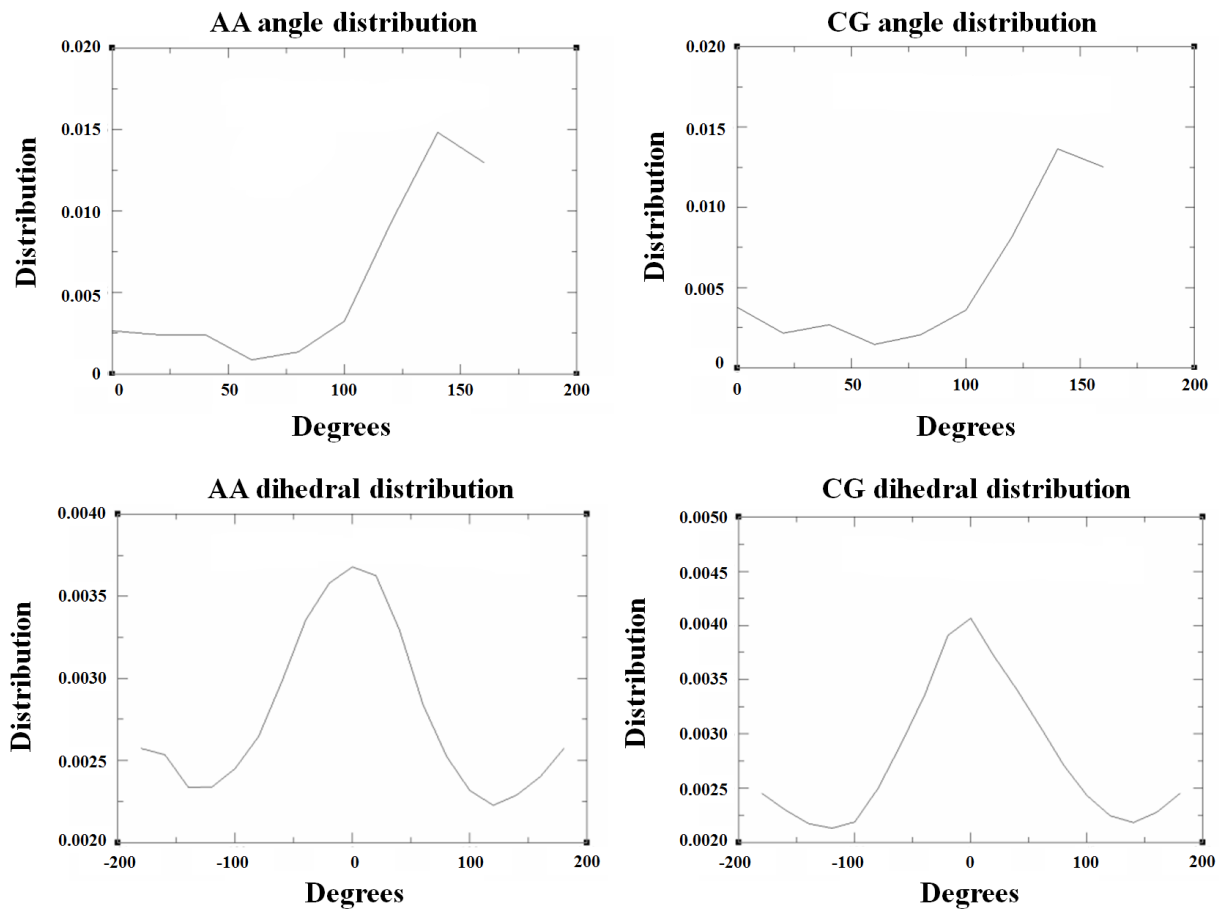 AA angle distribution
0.020
0.015
0.010
0.005
0
0 50 100 150 200
Distribution
Degrees
CG angle distribution
0.020
0.015
0.010
0.005
0
0 50 100 150 200
Distribution
Degrees
AA dihedral distribution
0.0040
0.0035
0.0030
0.0025
0.0020
-200 -100 0 100 200
Distribution
Degrees
CG dihedral distribution
0.0050
0.0045
0.0040
0.0035
0.0030
0.0025
0.0020
-200 -100 0 100 200
Distribution
Degrees